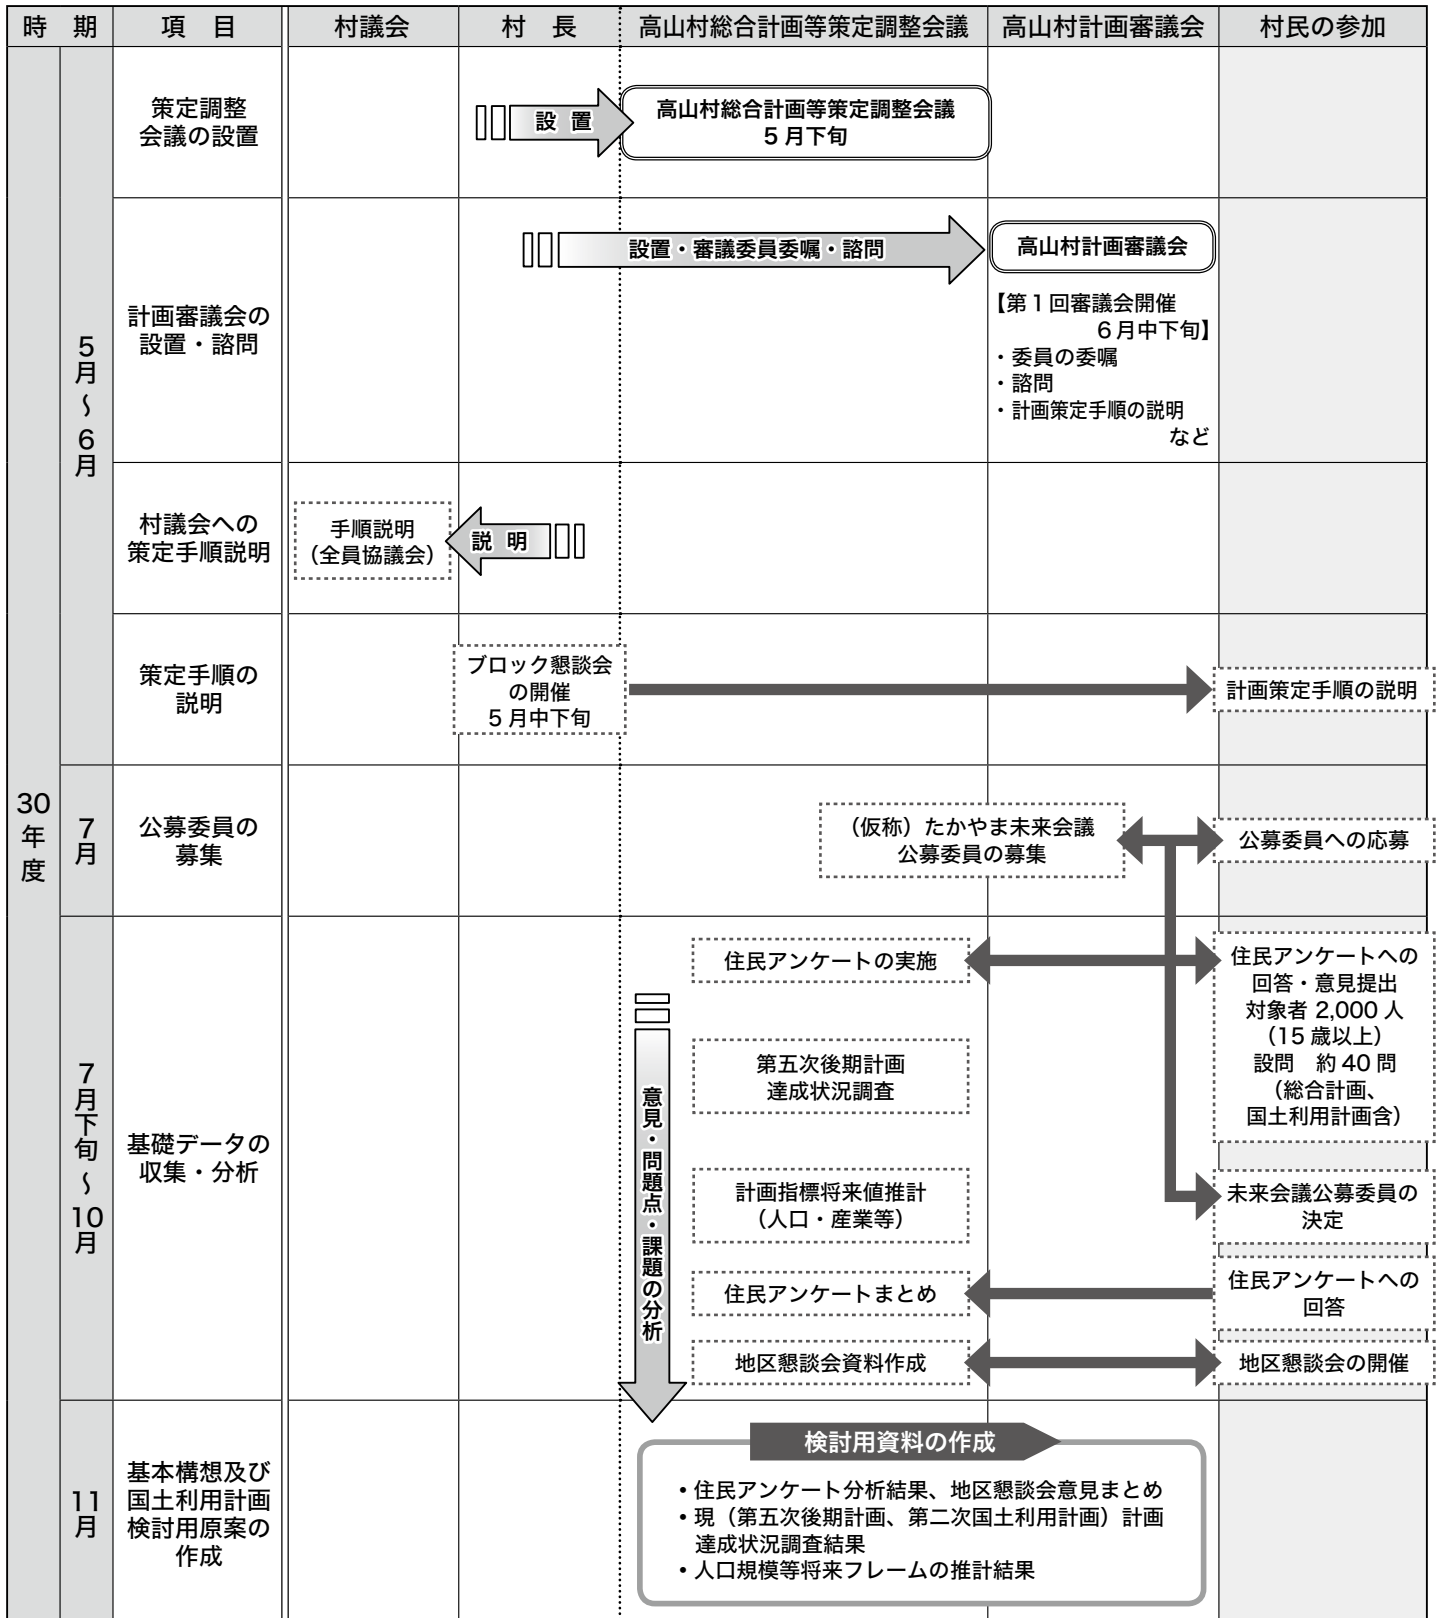 時　期
項　目
村議会
村　長
高山村総合計画等策定調整会議
高山村計画審議会
村民の参加
30
年
度
5月〜6月
策定調整
会議の設置
設　置
高山村総合計画等策定調整会議
5月下旬
計画審議会の
設置・諮問
設置・審議委員委嘱・諮問
高山村計画審議会
【第1回審議会開催
6月中下旬】
・委員の委嘱
・諮問
・計画策定手順の説明
など
村議会への
策定手順説明
手順説明
（全員協議会）
説　明
策定手順の
説明
ブロック懇談会
の開催
5月中下旬
計画策定手順の説明
7月
公募委員の
募集
（仮称）たかやま未来会議
公募委員の募集
公募委員への応募
7月下旬〜10月
基礎データの
収集・分析
意見・問題点・課題の分析
住民アンケートの実施
住民アンケートへの
回答・意見提出
対象者 2,000 人
（15 歳以上）
設問　約 40 問
（総合計画、
国土利用計画含）
第五次後期計画
達成状況調査
計画指標将来値推計
（人口・産業等）
未来会議公募委員の
決定
住民アンケートまとめ
住民アンケートへの
回答
地区懇談会資料作成
地区懇談会の開催
11月
基本構想及び
国土利用計画
検討用原案の
作成
検討用資料の作成
・住民アンケート分析結果、地区懇談会意見まとめ
・現（第五次後期計画、第二次国土利用計画）計画
達成状況調査結果
・人口規模等将来フレームの推計結果